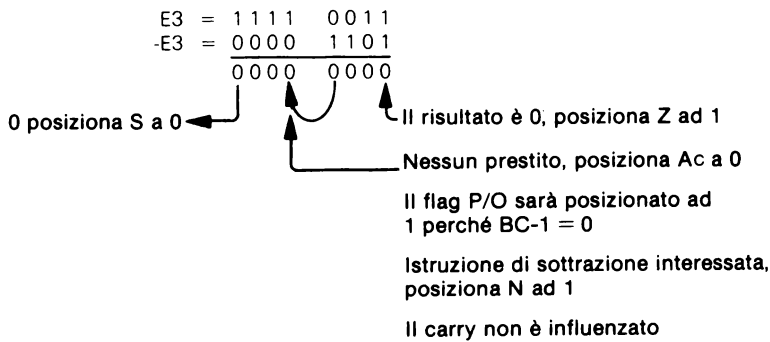 E3 = 1111 0011
-E3 = 0000 1101
0000 0000
0 posiziona S a 0
Il risultato è 0, posiziona Z ad 1
Nessun prestito, posiziona Ac a 0
Il flag P/O sarà posizionato ad
1 perché BC-1 = 0
Istruzione di sottrazione interessata,
posiziona N ad 1
Il carry non è influenzato